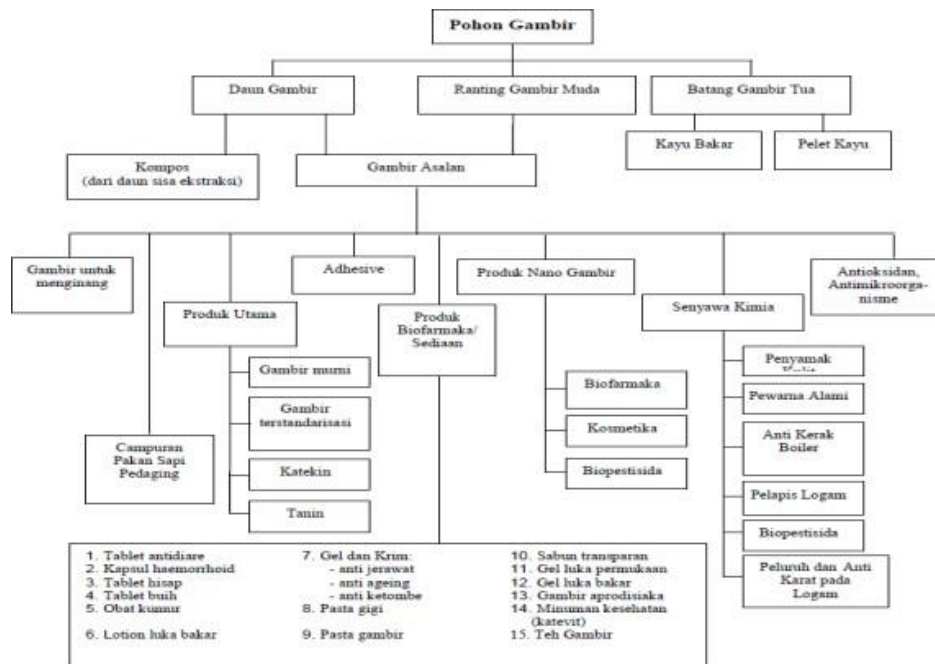 Pohon Gambir
Daun Gambir
Ranting Gambir Muda
Batang Gambir Tua
Kompos
(dari daun sisa ekstraksi)
Gambir Asalan
Kayu Bakar
Pelet Kayu
Gambir untuk
menginang
Campuran
Pakan Sapi
Pedaging
Produk Utama
Gambir murni
Gambir
terstandarisasi
Katekin
Tanin
Adhesive
Produk
Biofarmaka/
Sediaan
Produk Nano Gambir
Biofarmaka
Kosmetika
Biopestisida
Senyawa Kimia
Penyamak
Pewarna Alami
Anti Kerak
Boiler
Pelapis Logam
Biopestisida
Peluruh dan Anti
Karat pada
Logam
Antioksidan,
Antimikroorga-
nisme
1. Tablet antidiare
2. Kapsul haemorrhoid
3. Tablet hisap
4. Tablet buih
5. Obat kumur
6. Lotion luka bakar
7. Gel dan Krim:
- anti jerawat
- anti ageing
- anti ketombe
8. Pasta gigi
9. Pasta gambir
10. Sabun transparan
11. Gel luka permukaan
12. Gel luka bakar
13. Gambir aprodisiaka
14. Minuman kesehatan
(katevit)
15. Teh Gambir